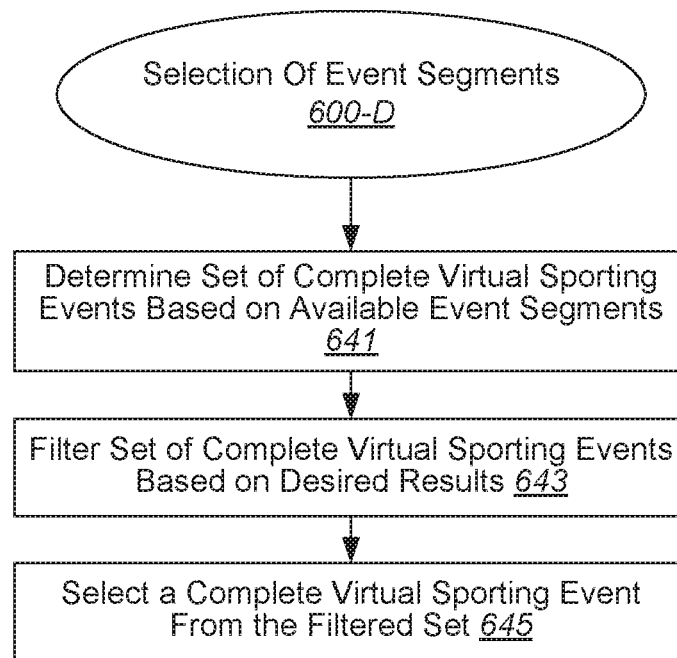 Selection Of Event Segments
600-D
Determine Set of Complete Virtual Sporting
Events Based on Available Event Segments
641
Filter Set of Complete Virtual Sporting Events
Based on Desired Results 643
Select a Complete Virtual Sporting Event
From the Filtered Set 645